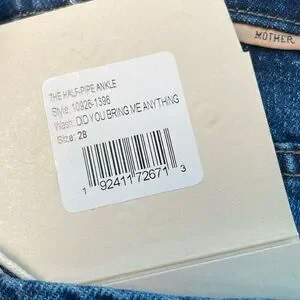 MOTHER
THE HALF-PIPE ANKLE
Style: 10926-1396
Wash: DID YOU BRING ME ANYTHING
Size: 28
1 92411 72671 3